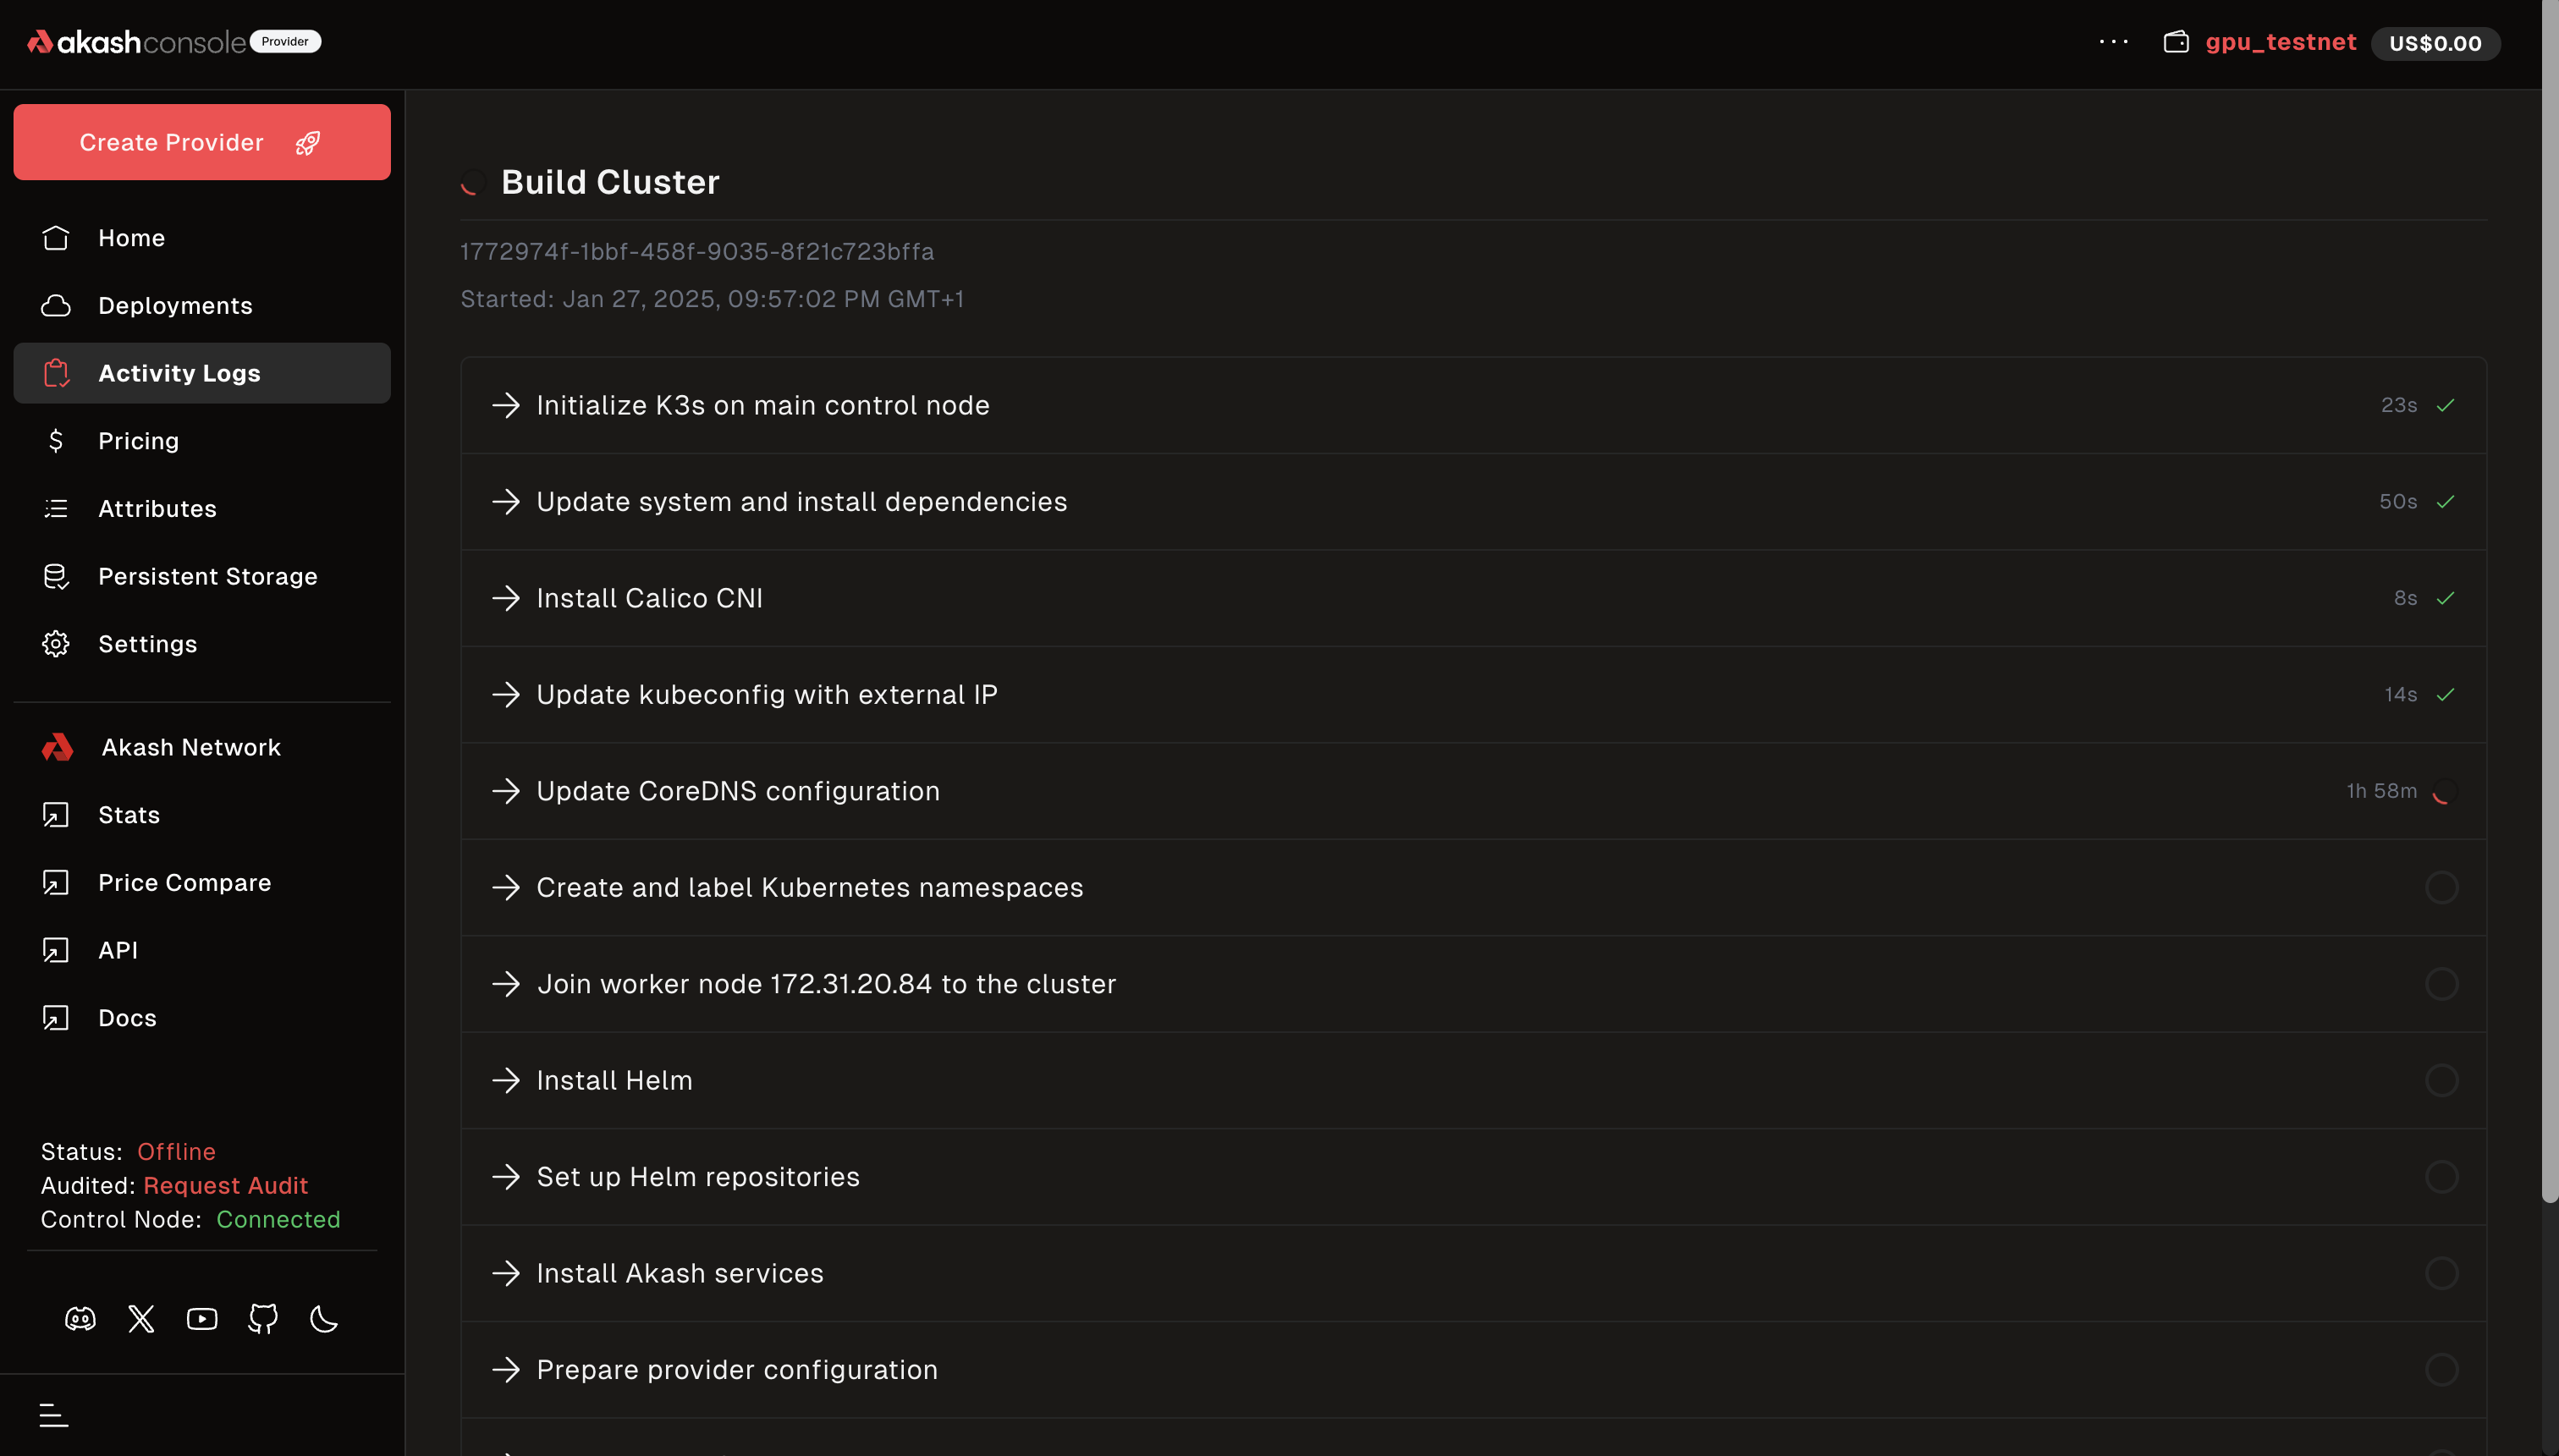 akashconsole Provider
··· gpu_testnet US$0.00
Create Provider
Home
Deployments
Activity Logs
Pricing
Attributes
Persistent Storage
Settings
Akash Network
Stats
Price Compare
API
Docs
Status: Offline
Audited: Request Audit
Control Node: Connected
Build Cluster
1772974f-1bbf-458f-9035-8f21c723bffa
Started: Jan 27, 2025, 09:57:02 PM GMT+1
Initialize K3s on main control node 23s
Update system and install dependencies 50s
Install Calico CNI 8s
Update kubeconfig with external IP 14s
Update CoreDNS configuration 1h 58m
Create and label Kubernetes namespaces
Join worker node 172.31.20.84 to the cluster
Install Helm
Set up Helm repositories
Install Akash services
Prepare provider configuration